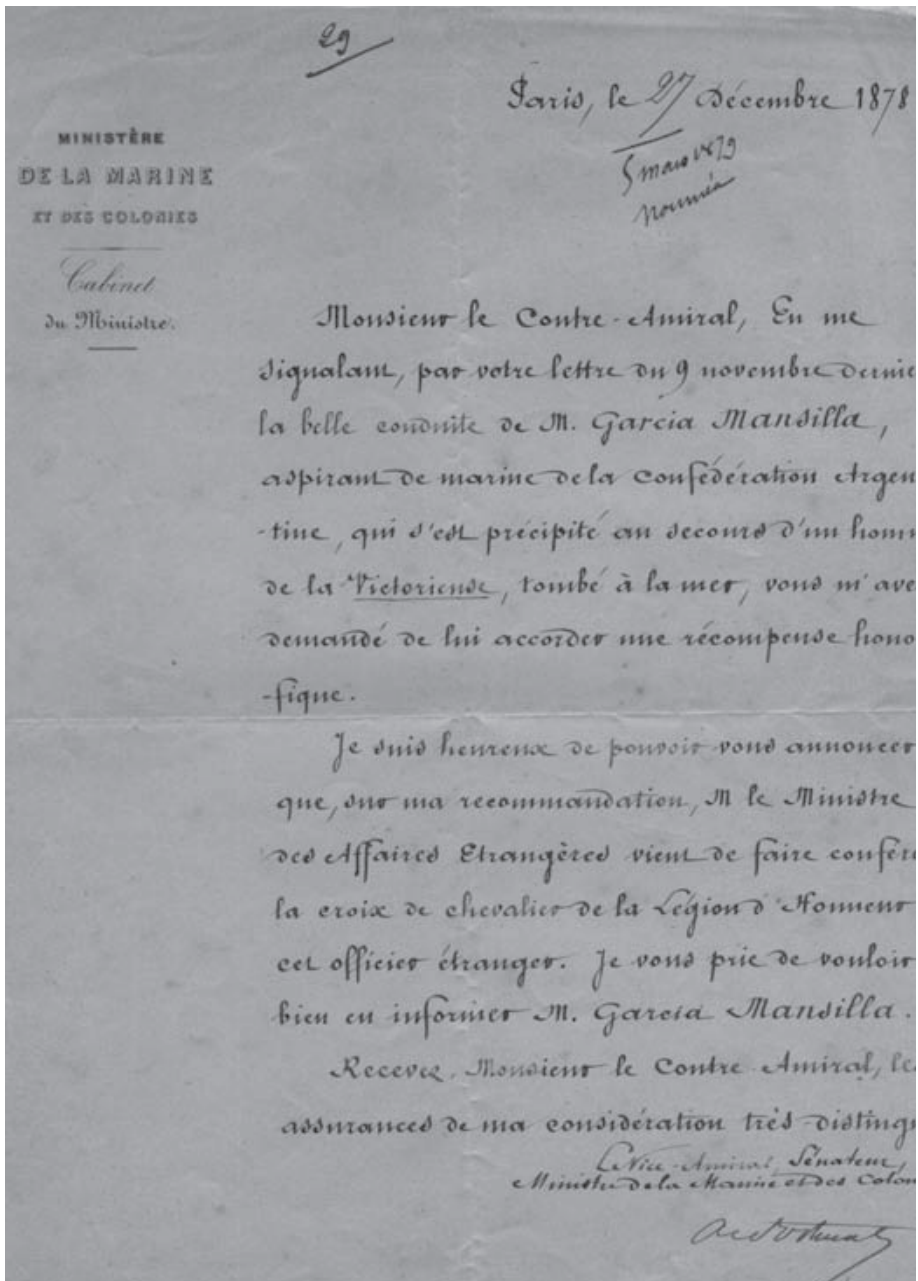 29
Paris, le 27 Décembre 1878
5 mars 1879
Nouméa
MINISTÈRE
DE LA MARINE
ET DES COLONIES
Cabinet
du Ministre.
Monsieur le Contre-Amiral, En me
signalant, par votre lettre du 9 novembre dernie
la belle conduite de M. Garcia Mansilla,
aspirant de marine de la Confédération Argen
-tine, qui s'est précipité au secours d'un homm
de la Victorieuse, tombé à la mer, vous m'ave
demandé de lui accorder une récompense hono
-fique.
Je suis heureux de pouvoir vous annoncer
que, sur ma recommandation, M le Ministre
des Affaires Etrangères vient de faire confére
la croix de chevalier de la Légion d'Honneur
cet officier étranger. Je vous prie de vouloir
bien en informer M. Garcia Mansilla.
Recevez, Monsieur le Contre-Amiral, les
assurances de ma considération très-distingu
Le Vice-Amiral, Sénateur,
Ministre de la Marine et des Colon